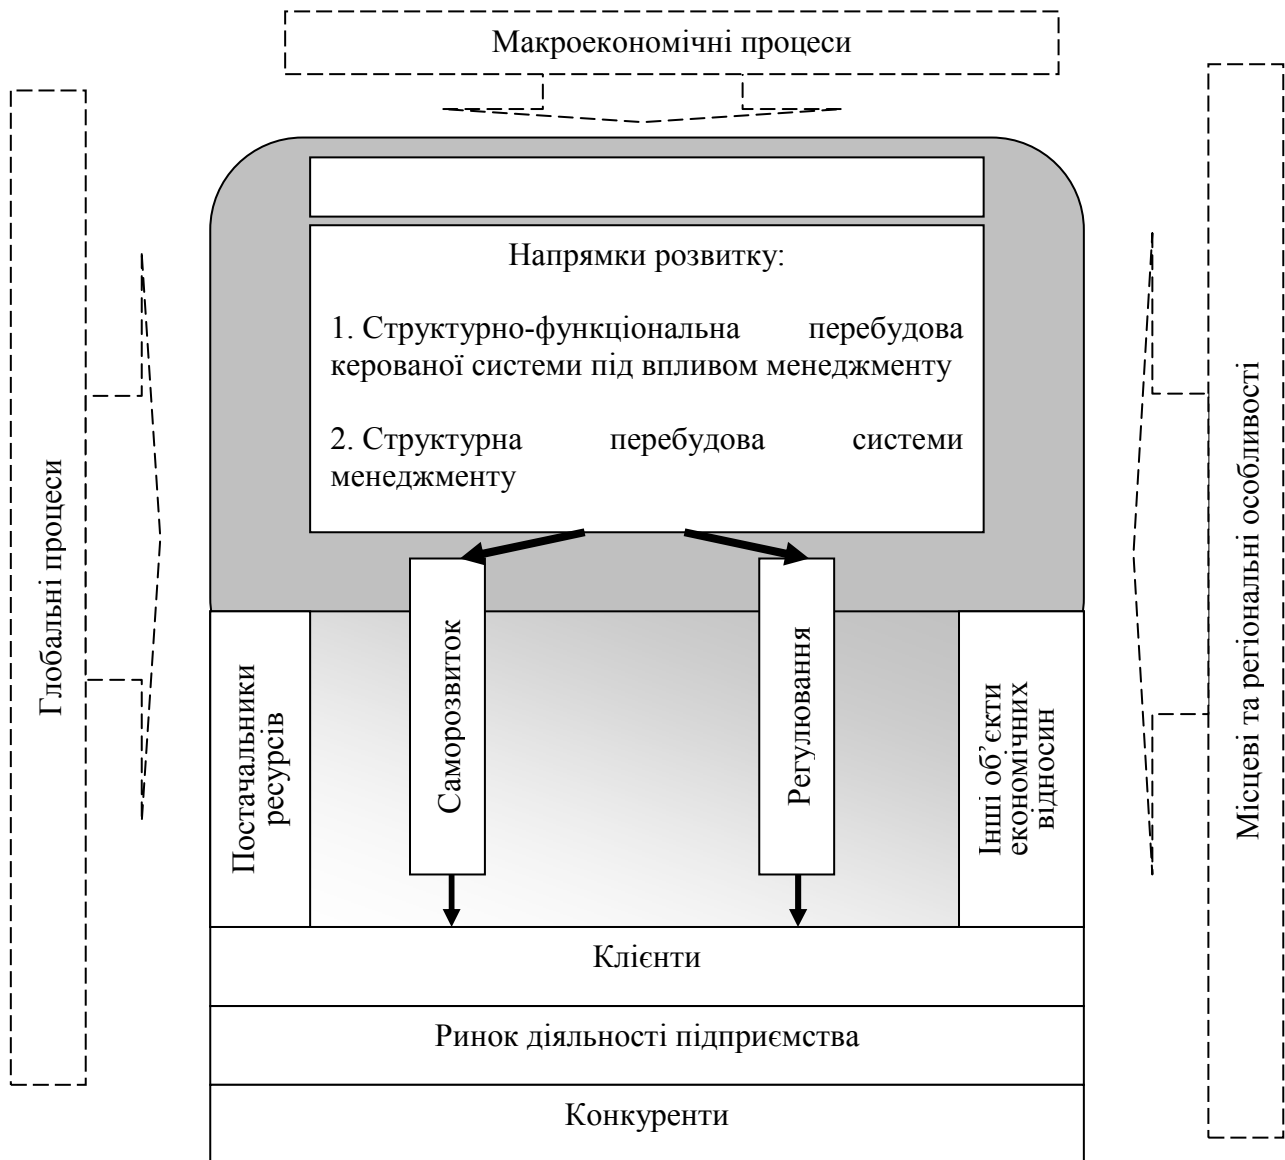 Макроекономічні процеси
Глобальні процеси
Місцеві та регіональні особливості
Напрямки розвитку:
1. Структурно-функціональна перебудова
керованої системи під впливом менеджменту
2. Структурна перебудова системи
менеджменту
Постачальники
ресурсів
Саморозвиток
Регулювання
Інші об’єкти
економічних
відносин
Клієнти
Ринок діяльності підприємства
Конкуренти